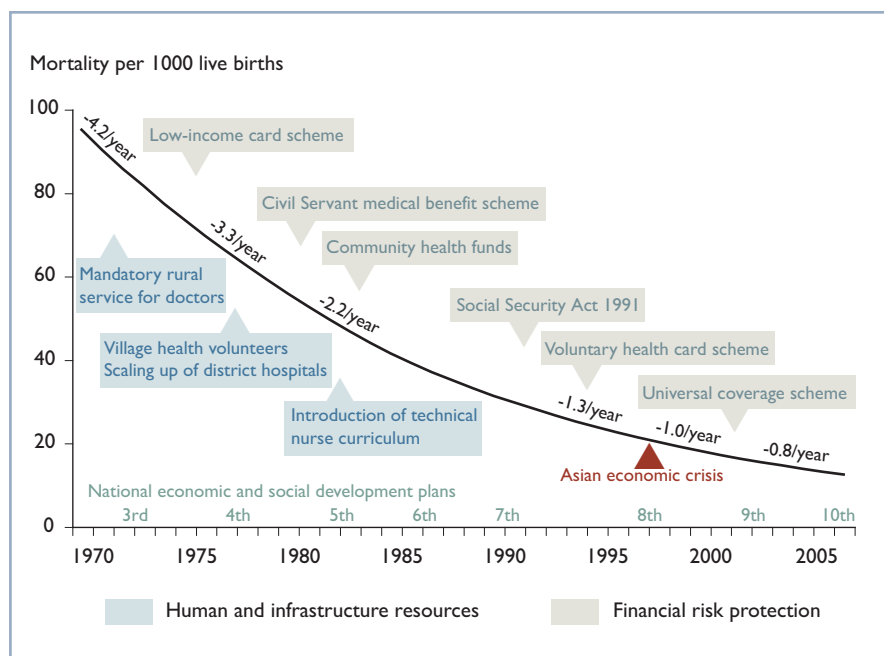 Mortality per 1000 live births
100
80
60
40
20
0
-4.2/year
Low-income card scheme
-3.3/year
Civil Servant medical benefit scheme
Community health funds
Mandatory rural
service for doctors
-2.2/year
Social Security Act 1991
Village health volunteers
Scaling up of district hospitals
Voluntary health card scheme
Introduction of technical
nurse curriculum
-1.3/year
Universal coverage scheme
-1.0/year
-0.8/year
Asian economic crisis
National economic and social development plans
3rd 4th 5th 6th 7th 8th 9th 10th
1970 1975 1980 1985 1990 1995 2000 2005
Human and infrastructure resources
Financial risk protection